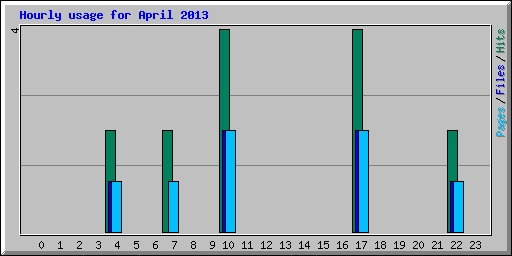 Hourly usage for April 2013
4
Pages/Files/Hits
0 1 2 3 4 5 6 7 8 9 10 11 12 13 14 15 16 17 18 19 20 21 22 23